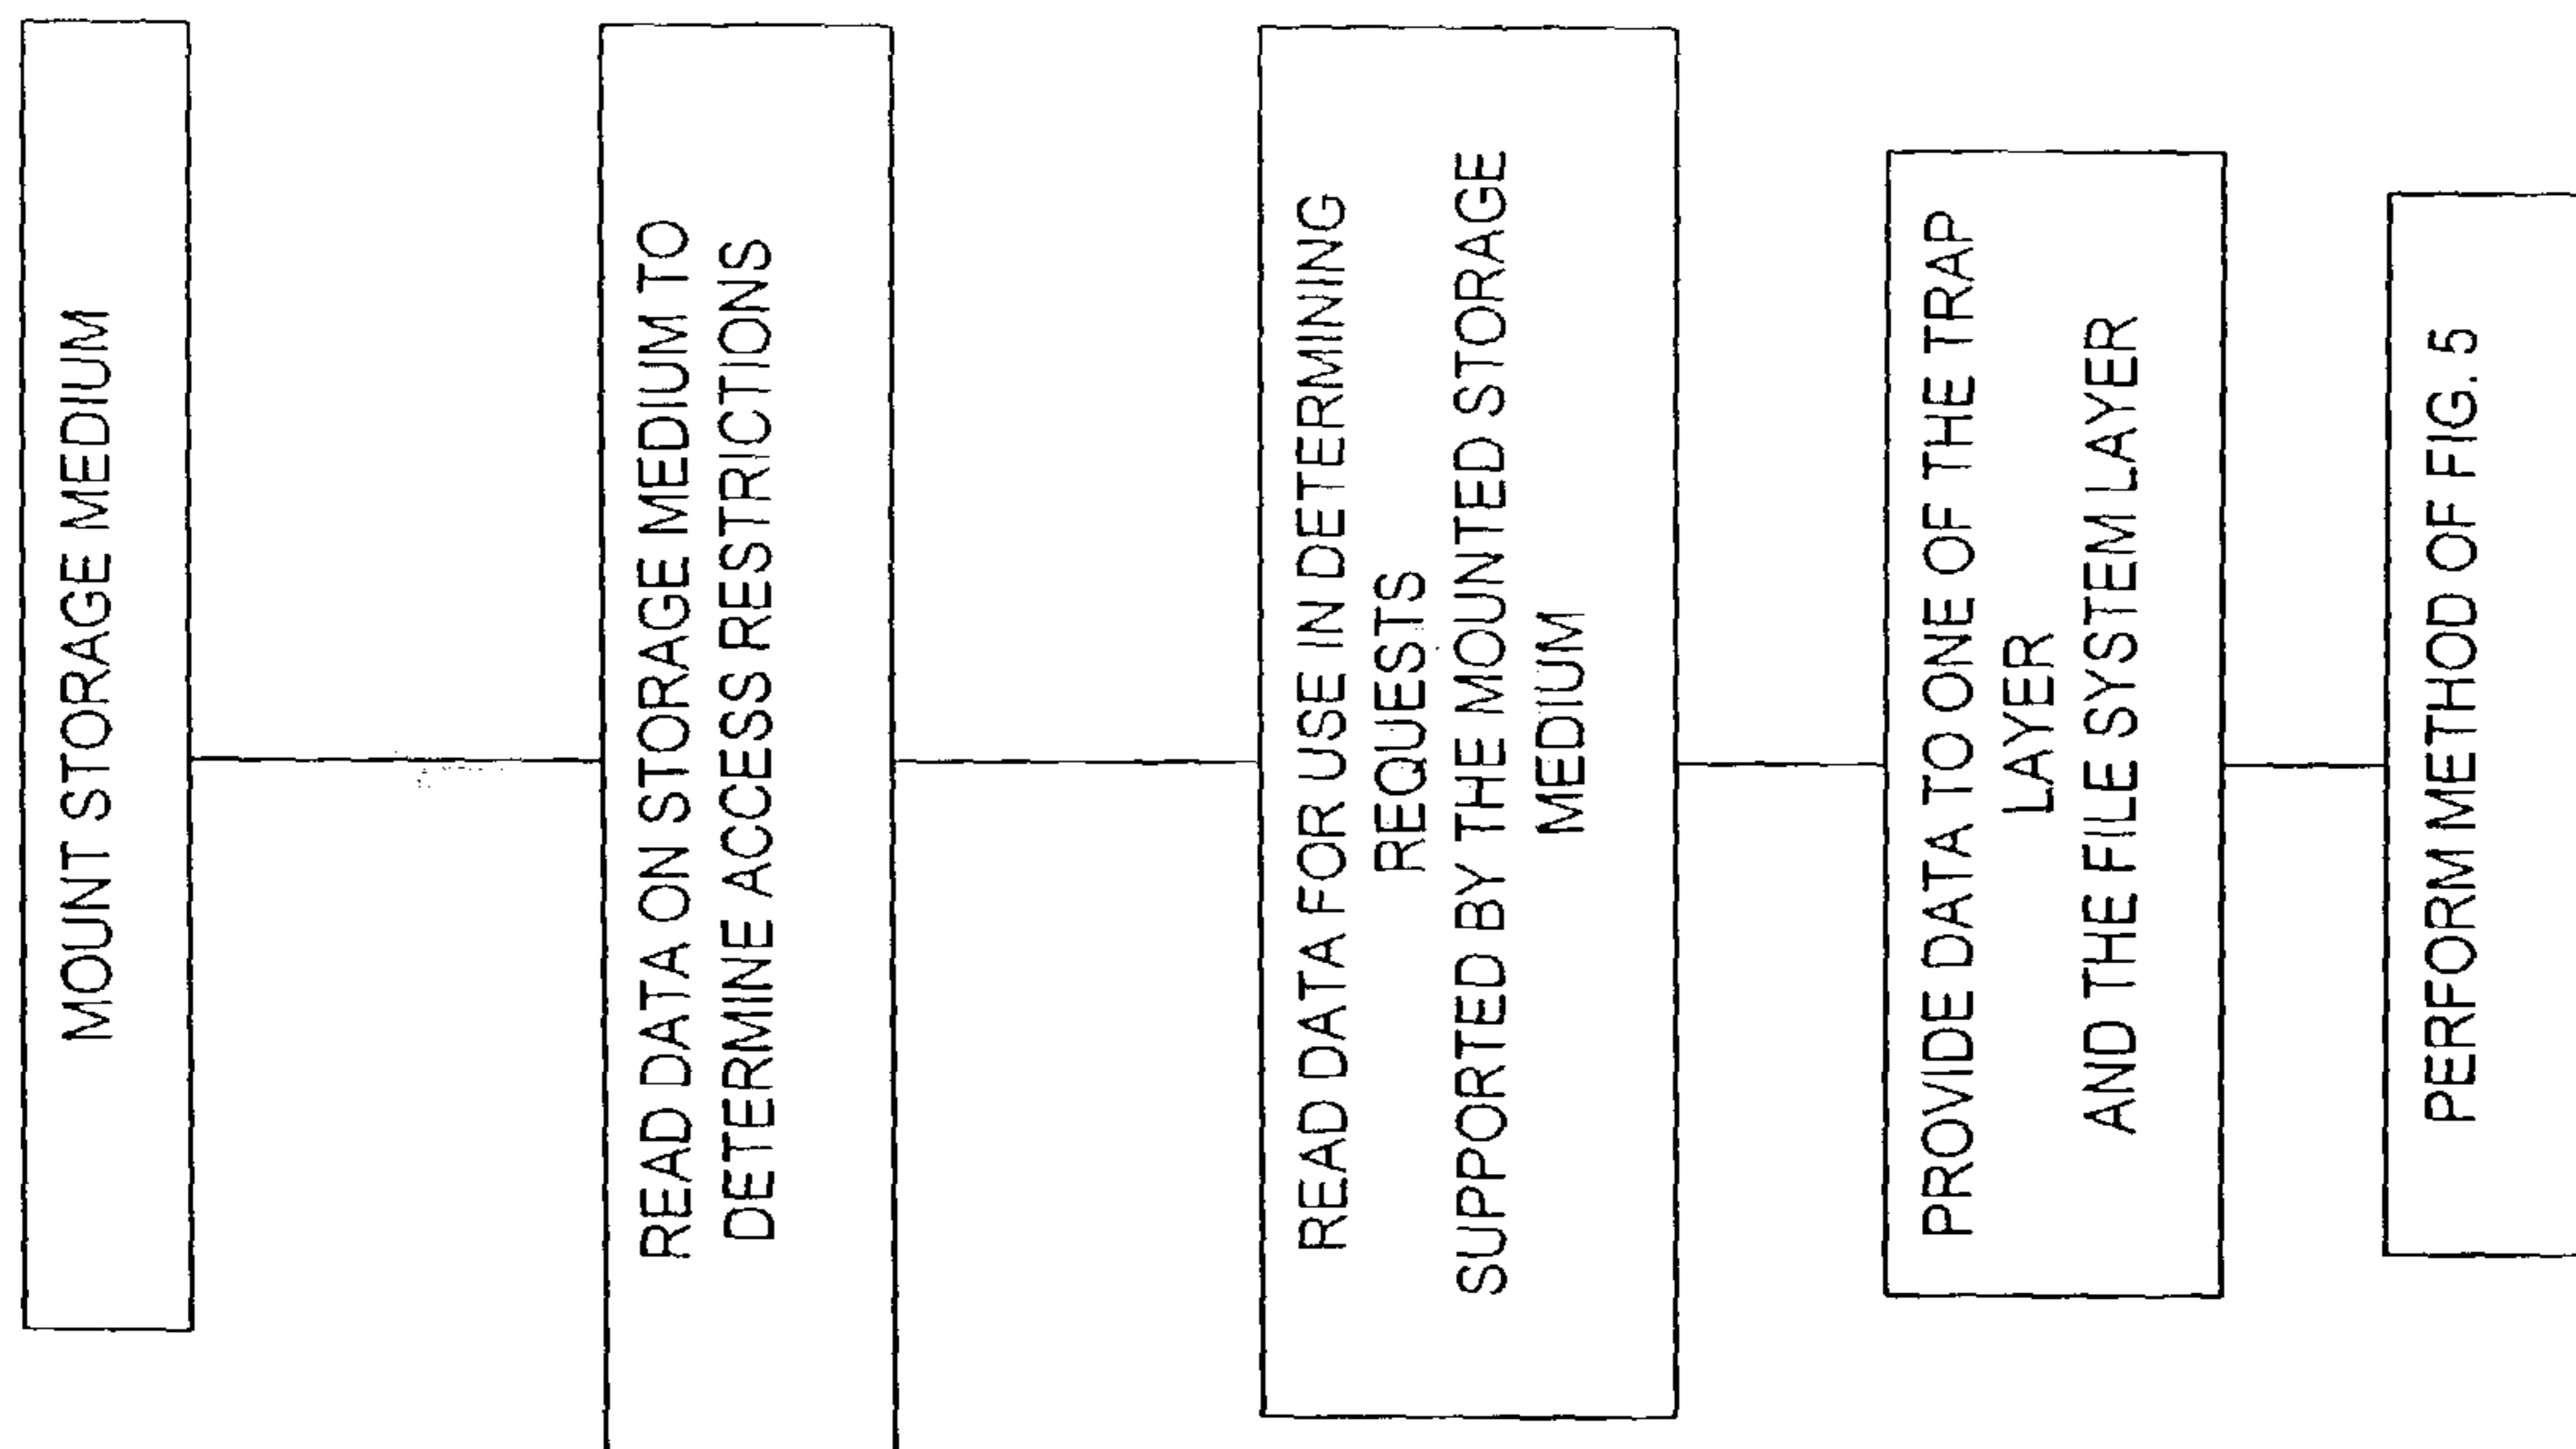 MOUNT STORAGE MEDIUM
READ DATA ON STORAGE MEDIUM TO
DETERMINE ACCESS RESTRICTIONS
READ DATA FOR USE IN DETERMINING
REQUESTS
SUPPORTED BY THE MOUNTED STORAGE
MEDIUM
PROVIDE DATA TO ONE OF THE TRAP
LAYER
AND THE FILE SYSTEM LAYER
PERFORM METHOD OF FIG. 5